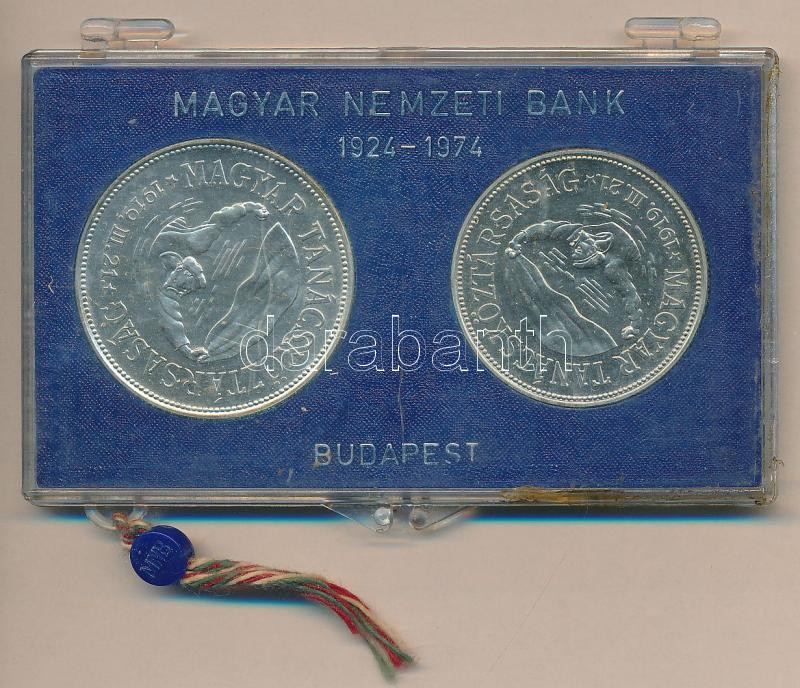 MAGYAR NEMZETI BANK
1924-1974
MAGYAR TANÁCSKÖZTÁRSASÁG
1919 III 21
MAGYAR TANÁCSKÖZTÁRSASÁG
1919 III 21
darabanth
BUDAPEST
MNB